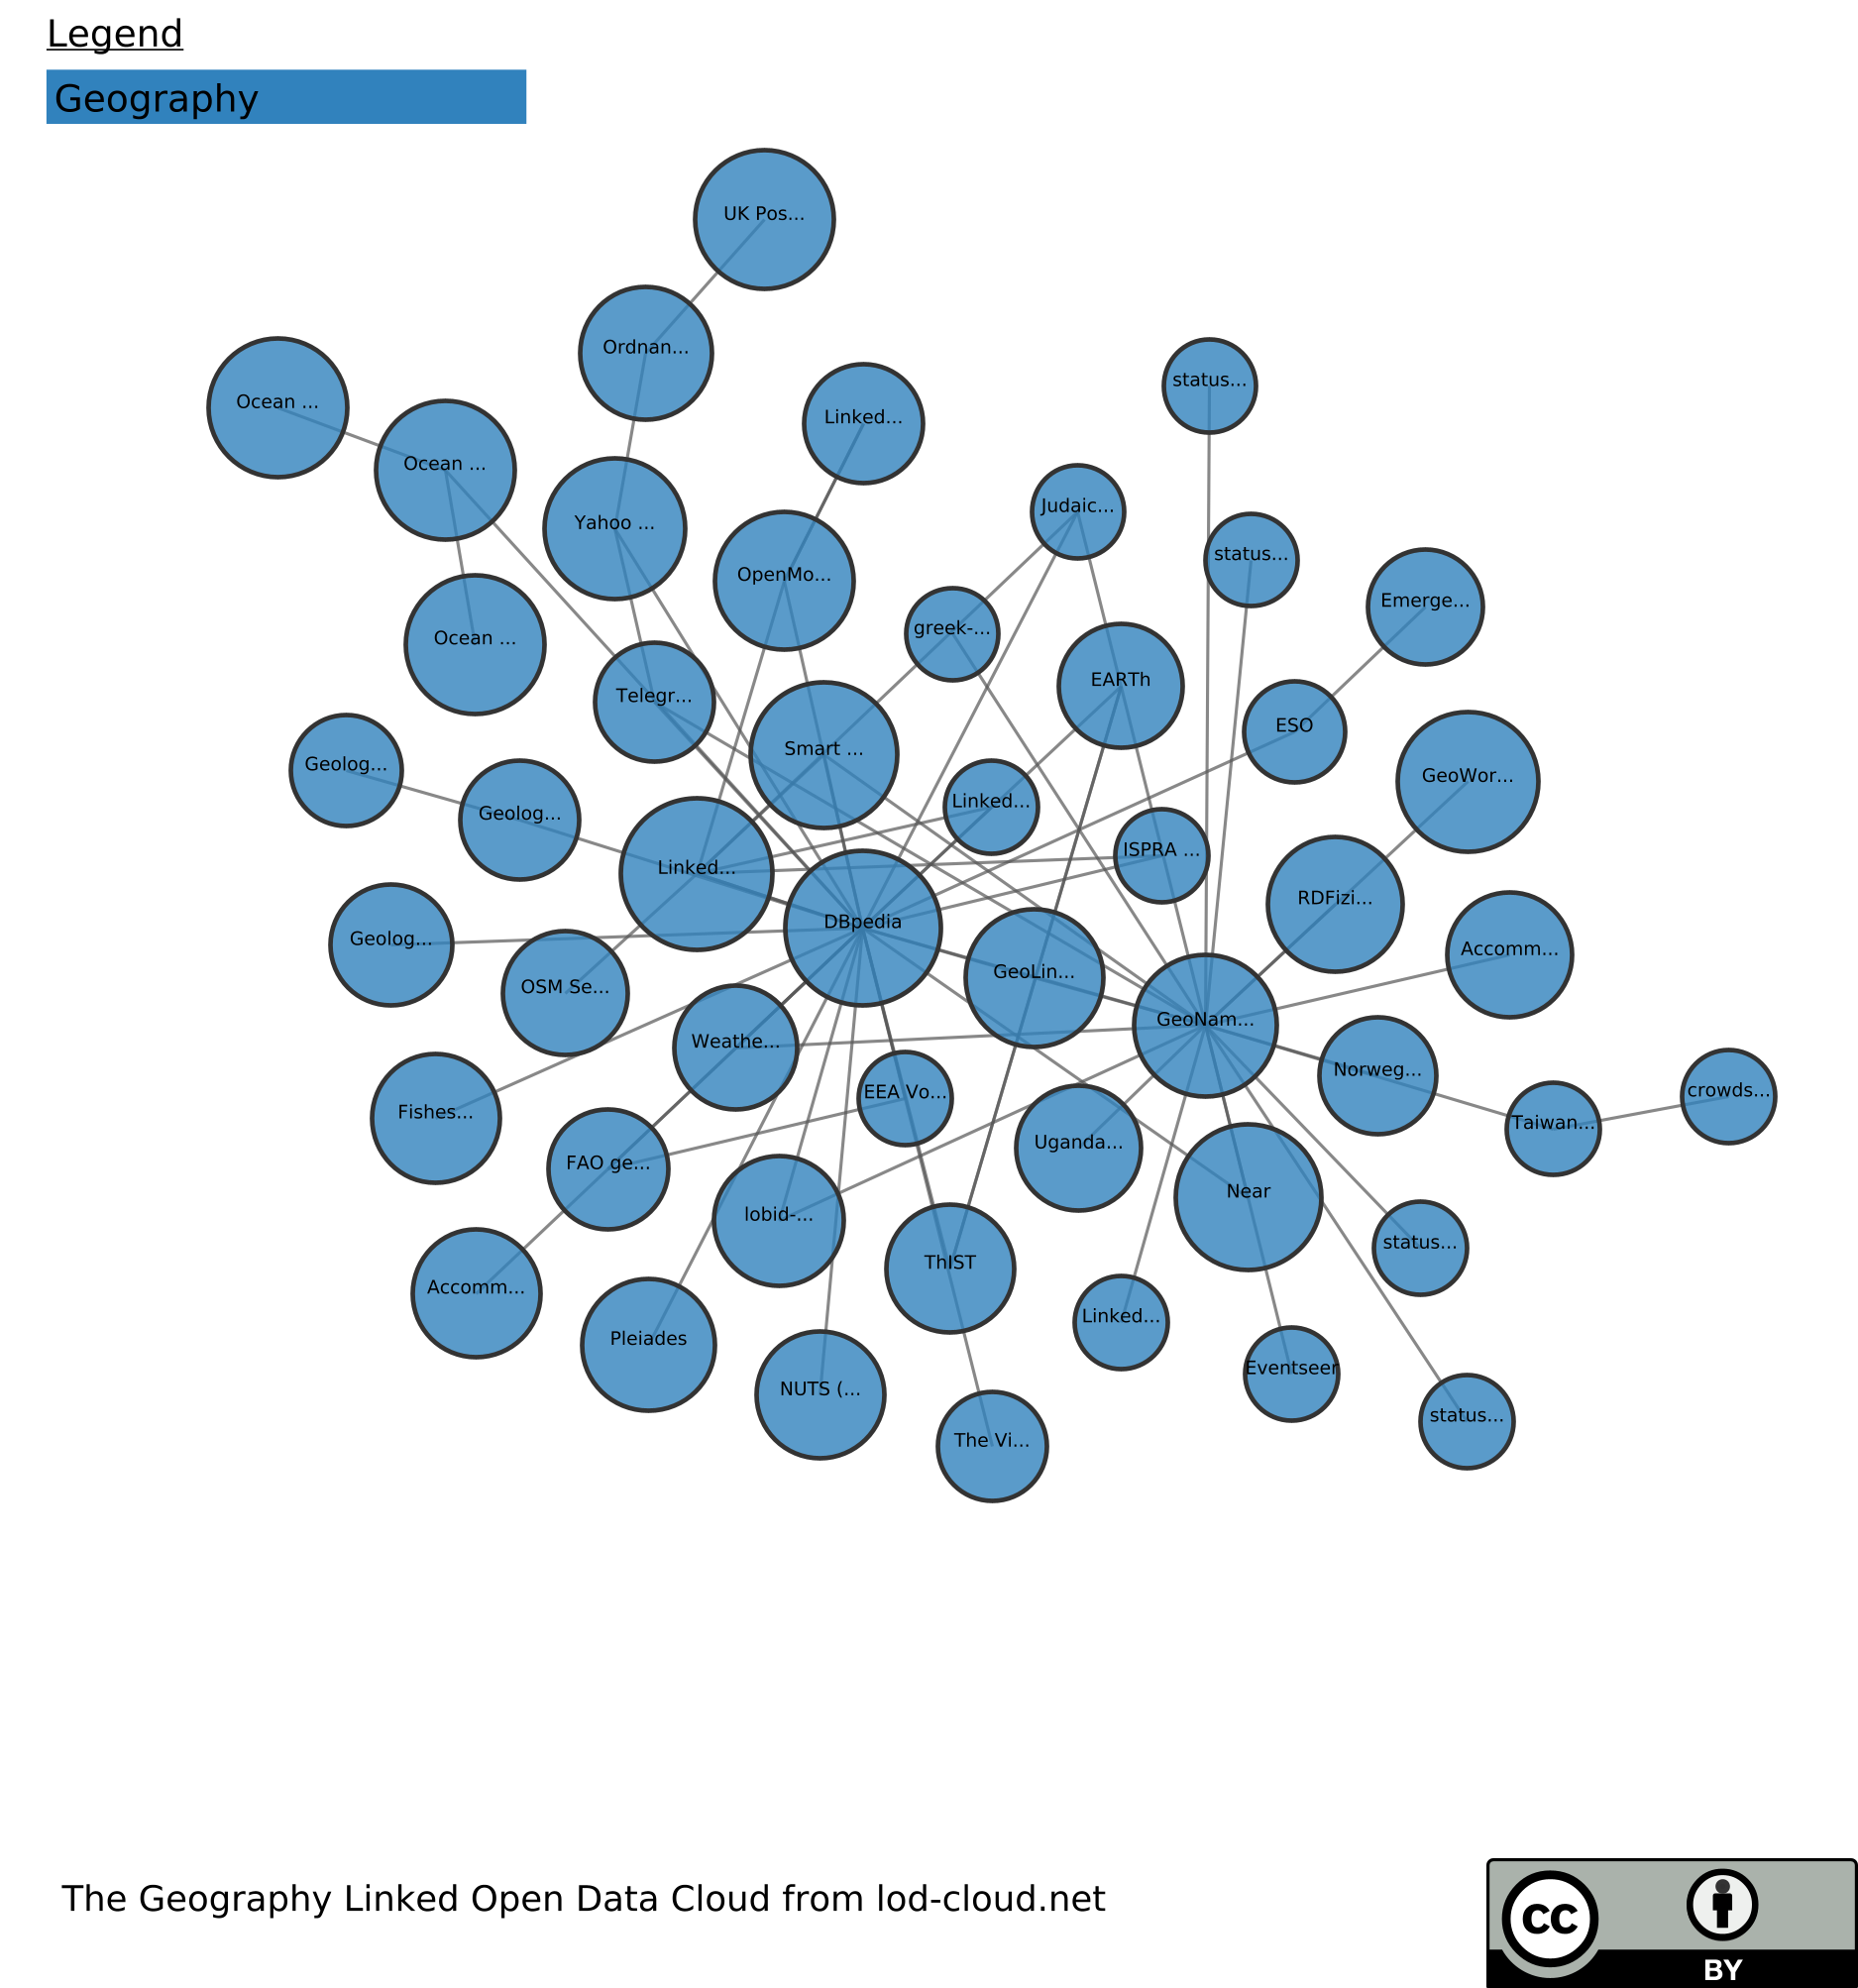 Legend
Geography
UK Pos...
Ordnan...
status...
Ocean ...
Linked...
Ocean ...
Judaic...
Yahoo ...
status...
OpenMo...
Emerge...
greek-...
Ocean ...
EARTh
Telegr...
ESO
Smart ...
Geolog...
GeoWor...
Linked...
Geolog...
ISPRA ...
Linked...
RDFizi...
DBpedia
Geolog...
Accomm...
GeoLin...
OSM Se...
GeoNam...
Weathe...
Norweg...
EEA Vo...
crowds...
Fishes...
Taiwan...
Uganda...
FAO ge...
Near
lobid-...
status...
ThIST
Accomm...
Linked...
Pleiades
Eventseer
NUTS (...
status...
The Vi...
The Geography Linked Open Data Cloud from lod-cloud.net
cc
BY